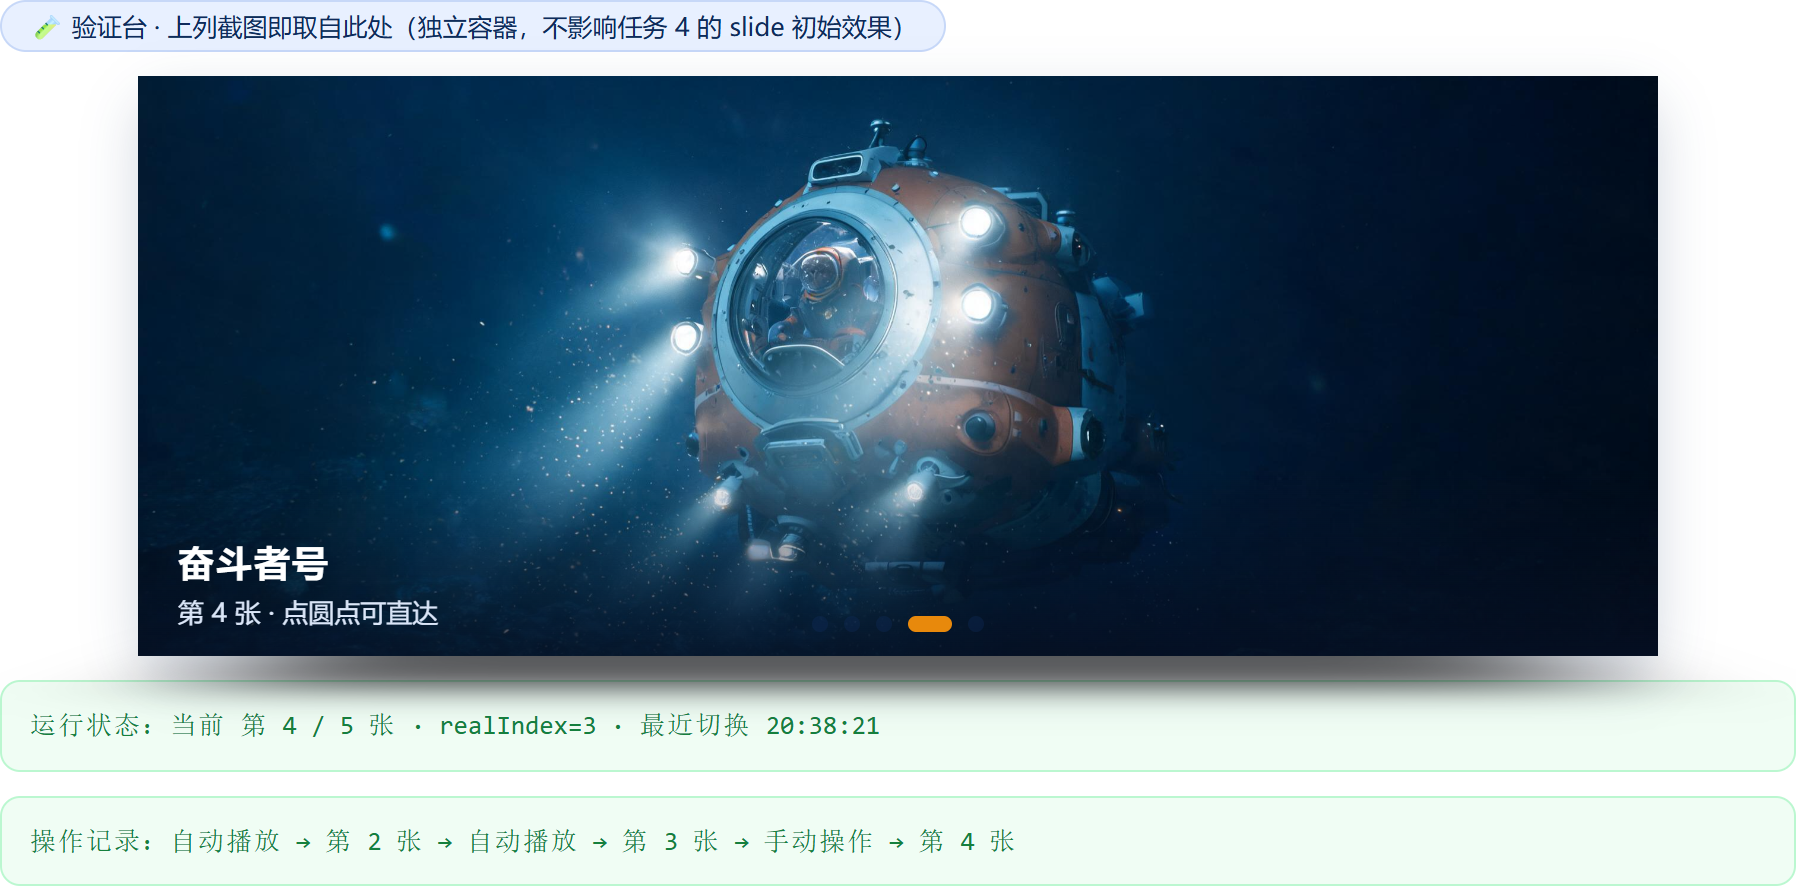 验证台 · 上列截图即取自此处（独立容器，不影响任务 4 的 slide 初始效果）
奋斗者号
第 4 张 · 点圆点可直达
运行状态：当前 第 4 / 5 张 · realIndex=3 · 最近切换 20:38:21
操作记录：自动播放 → 第 2 张 → 自动播放 → 第 3 张 → 手动操作 → 第 4 张